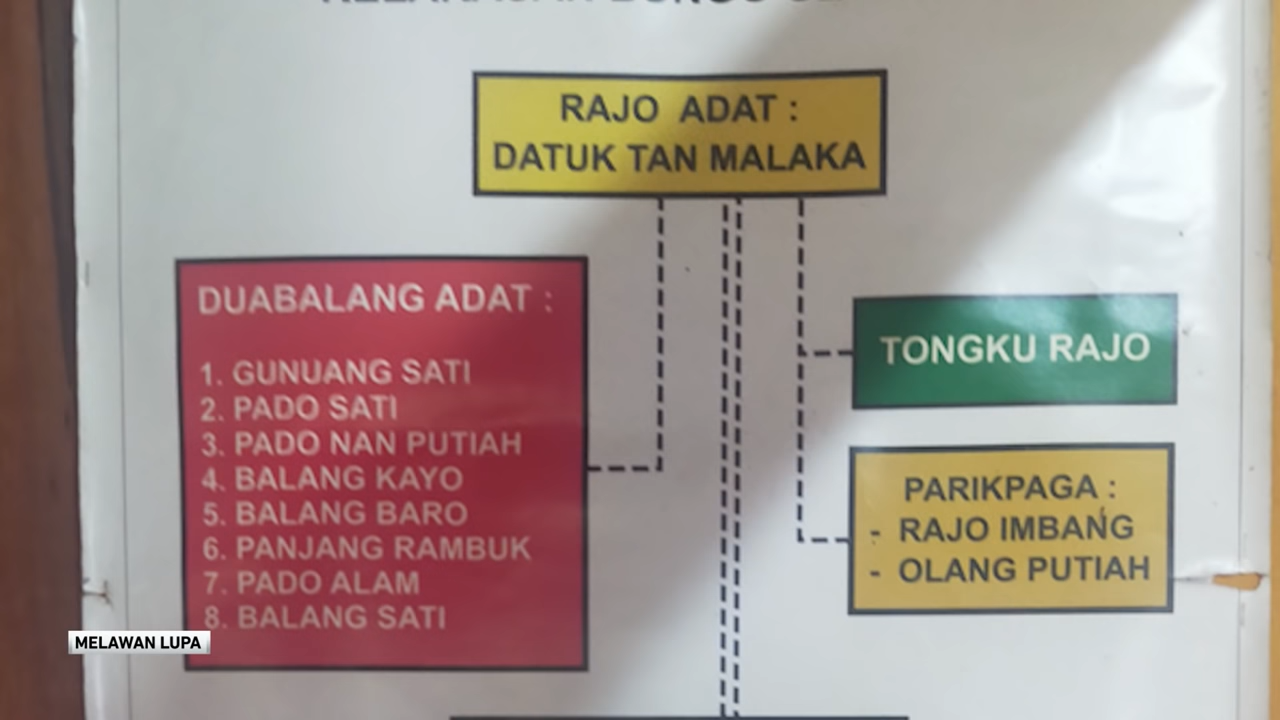 RAJO ADAT :
DATUK TAN MALAKA
DUABALANG ADAT :
1. GUNUANG SATI
2. PADO SATI
3. PADO NAN PUTIAH
4. BALANG KAYO
5. BALANG BARO
6. PANJANG RAMBUK
7. PADO ALAM
8. BALANG SATI
TONGKU RAJO
PARIKPAGA :
- RAJO IMBANG
- OLANG PUTIAH
MELAWAN LUPA